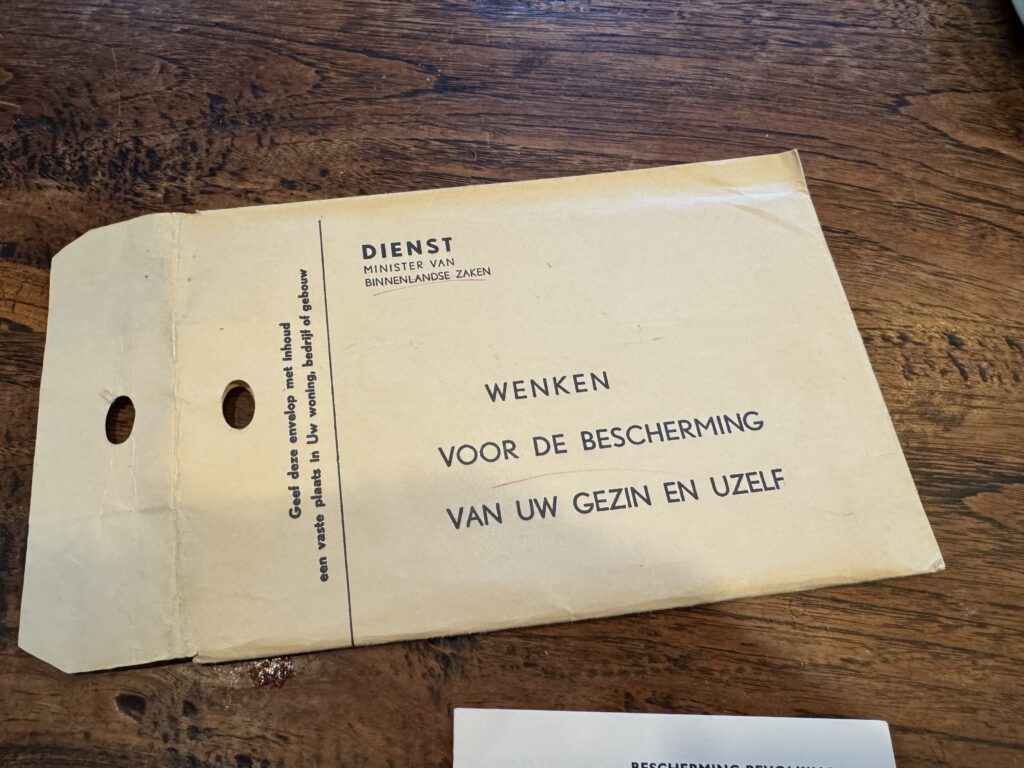 DIENST
MINISTER VAN
BINNENLANDSE ZAKEN
WENKEN
VOOR DE BESCHERMING
VAN UW GEZIN EN UZELF
Geef deze envelop met inhoud
een vaste plaats in Uw woning, bedrijf of gebouw
BESCHERMING